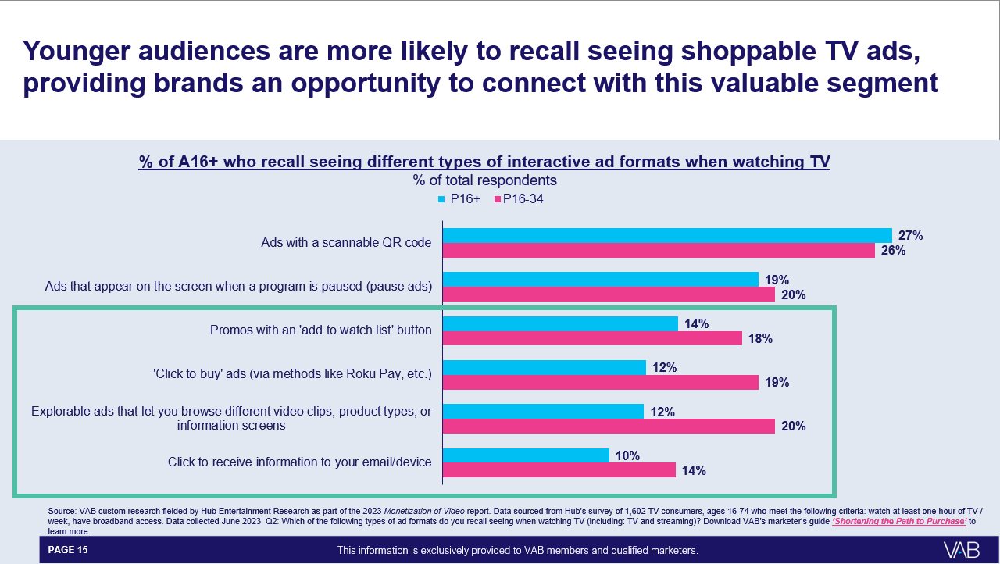 Younger audiences are more likely to recall seeing shoppable TV ads,
providing brands an opportunity to connect with this valuable segment
% of A16+ who recall seeing different types of interactive ad formats when watching TV
% of total respondents
P16+ P16-34
Ads with a scannable QR code
27%
26%
Ads that appear on the screen when a program is paused (pause ads)
19%
20%
Promos with an 'add to watch list' button
14%
18%
'Click to buy' ads (via methods like Roku Pay, etc.)
12%
19%
Explorable ads that let you browse different video clips, product types, or
information screens
12%
20%
Click to receive information to your email/device
10%
14%
Source: VAB custom research fielded by Hub Entertainment Research as part of the 2023 Monetization of Video report. Data sourced from Hub's survey of 1,602 TV consumers, ages 16-74 who meet the following criteria: watch at least one hour of TV /
week, have broadband access. Data collected June 2023. Q2: Which of the following types of ad formats do you recall seeing when watching TV (including: TV and streaming)? Download VAB's marketer's guide ‘Shortening the Path to Purchase’ to
learn more.
PAGE 15
This information is exclusively provided to VAB members and qualified marketers.
VAB